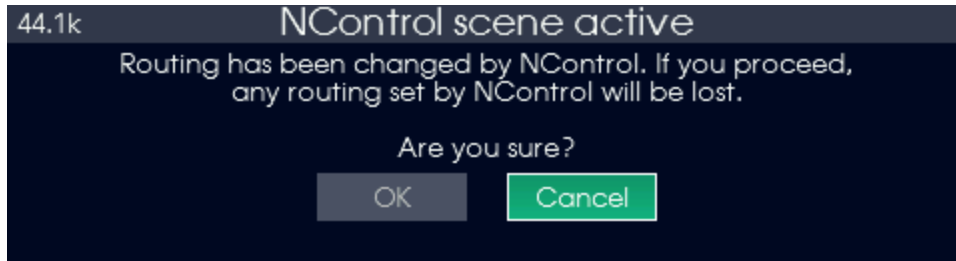 44.1k NControl scene active
Routing has been changed by NControl. If you proceed,
any routing set by NControl will be lost.
Are you sure?
OK Cancel